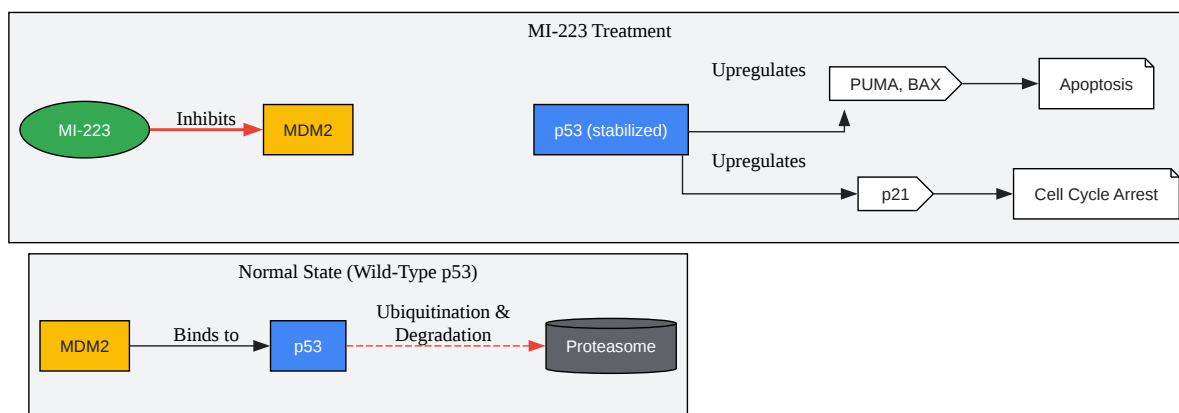 MI-223 Treatment
MI-223
Inhibits
MDM2
p53 (stabilized)
Upregulates
PUMA, BAX
Apoptosis
Upregulates
p21
Cell Cycle Arrest
Normal State (Wild-Type p53)
MDM2
Binds to
p53
Ubiquitination &
Degradation
Proteasome